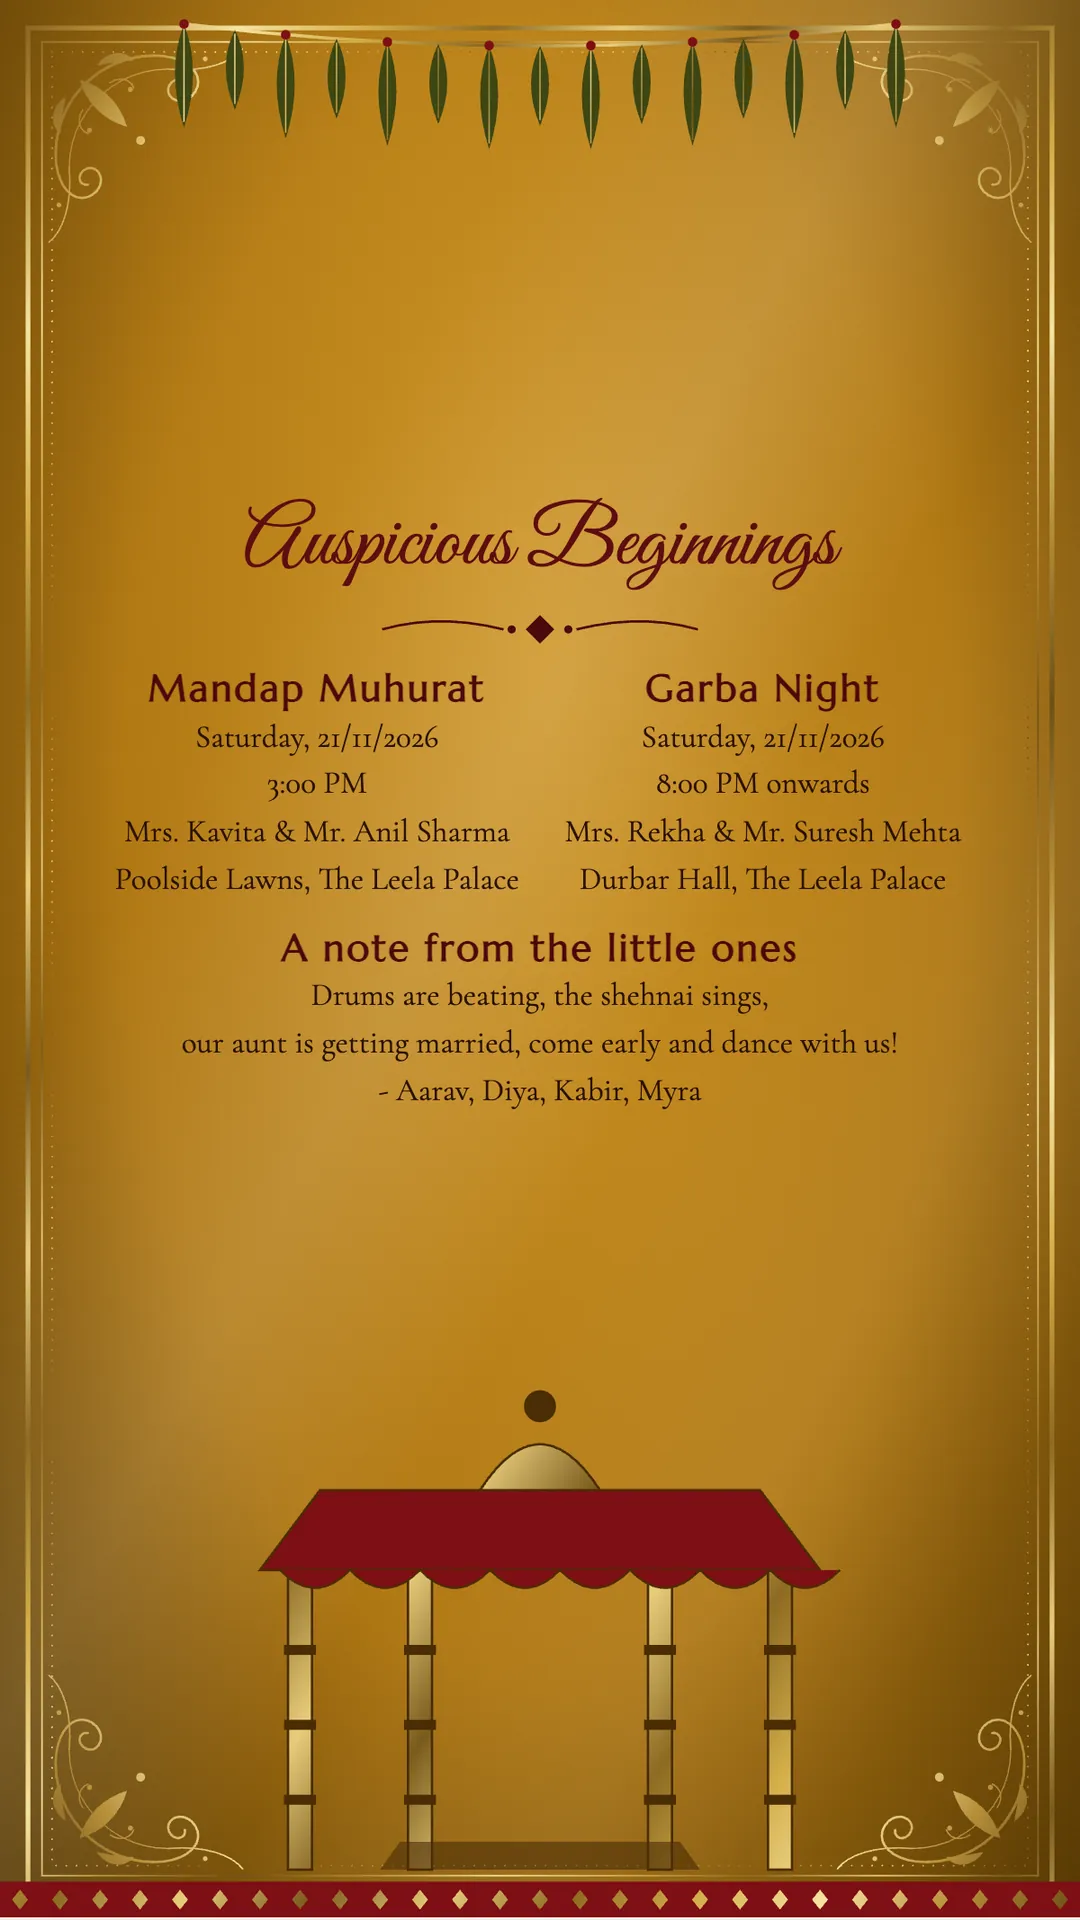 Auspicious Beginnings
Mandap Muhurat
Saturday, 21/11/2026
3:00 PM
Mrs. Kavita & Mr. Anil Sharma
Poolside Lawns, The Leela Palace
Garba Night
Saturday, 21/11/2026
8:00 PM onwards
Mrs. Rekha & Mr. Suresh Mehta
Durbar Hall, The Leela Palace
A note from the little ones
Drums are beating, the shehnai sings,
our aunt is getting married, come early and dance with us!
- Aarav, Diya, Kabir, Myra